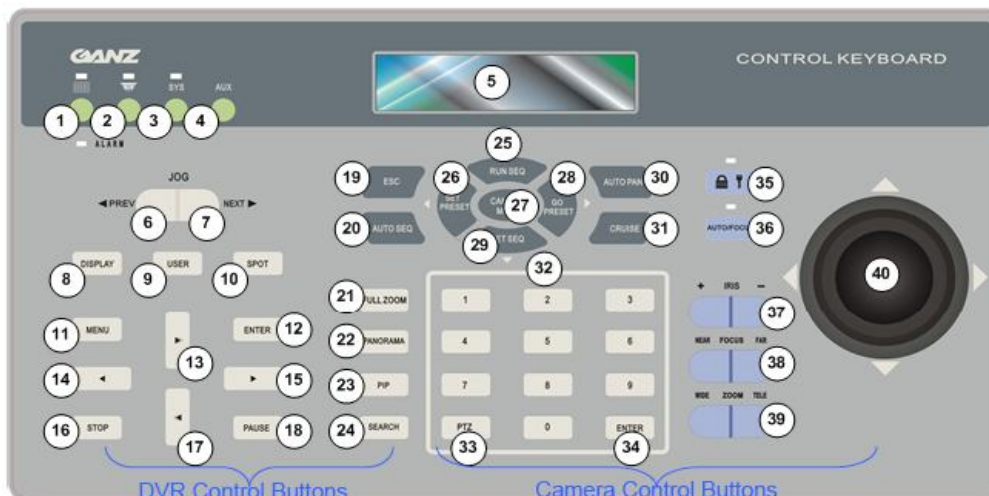 GANZ
CONTROL KEYBOARD
5
SYS
AUX
1
2
3
4
ALARM
JOG
◀PREV
NEXT ▶
6
7
25
RUN SEQ
19
ESC
26
SET PRESET
27
28
GO PRESET
AUTO PAN
30
35
20
AUTO SEQ
29
CRUISE
31
AUTO/FOCUS
36
8
DISPLAY
9
USER
10
SPOT
32
40
21
FULL ZOOM
1
2
3
+ IRIS −
37
11
MENU
ENTER
12
13
22
PANORAMA
4
5
6
NEAR FOCUS FAR
38
14
15
23
PIP
7
8
9
WIDE ZOOM TELE
39
16
STOP
17
PAUSE
18
24
SEARCH
PTZ
33
0
ENTER
34
DVR Control Buttons
Camera Control Buttons